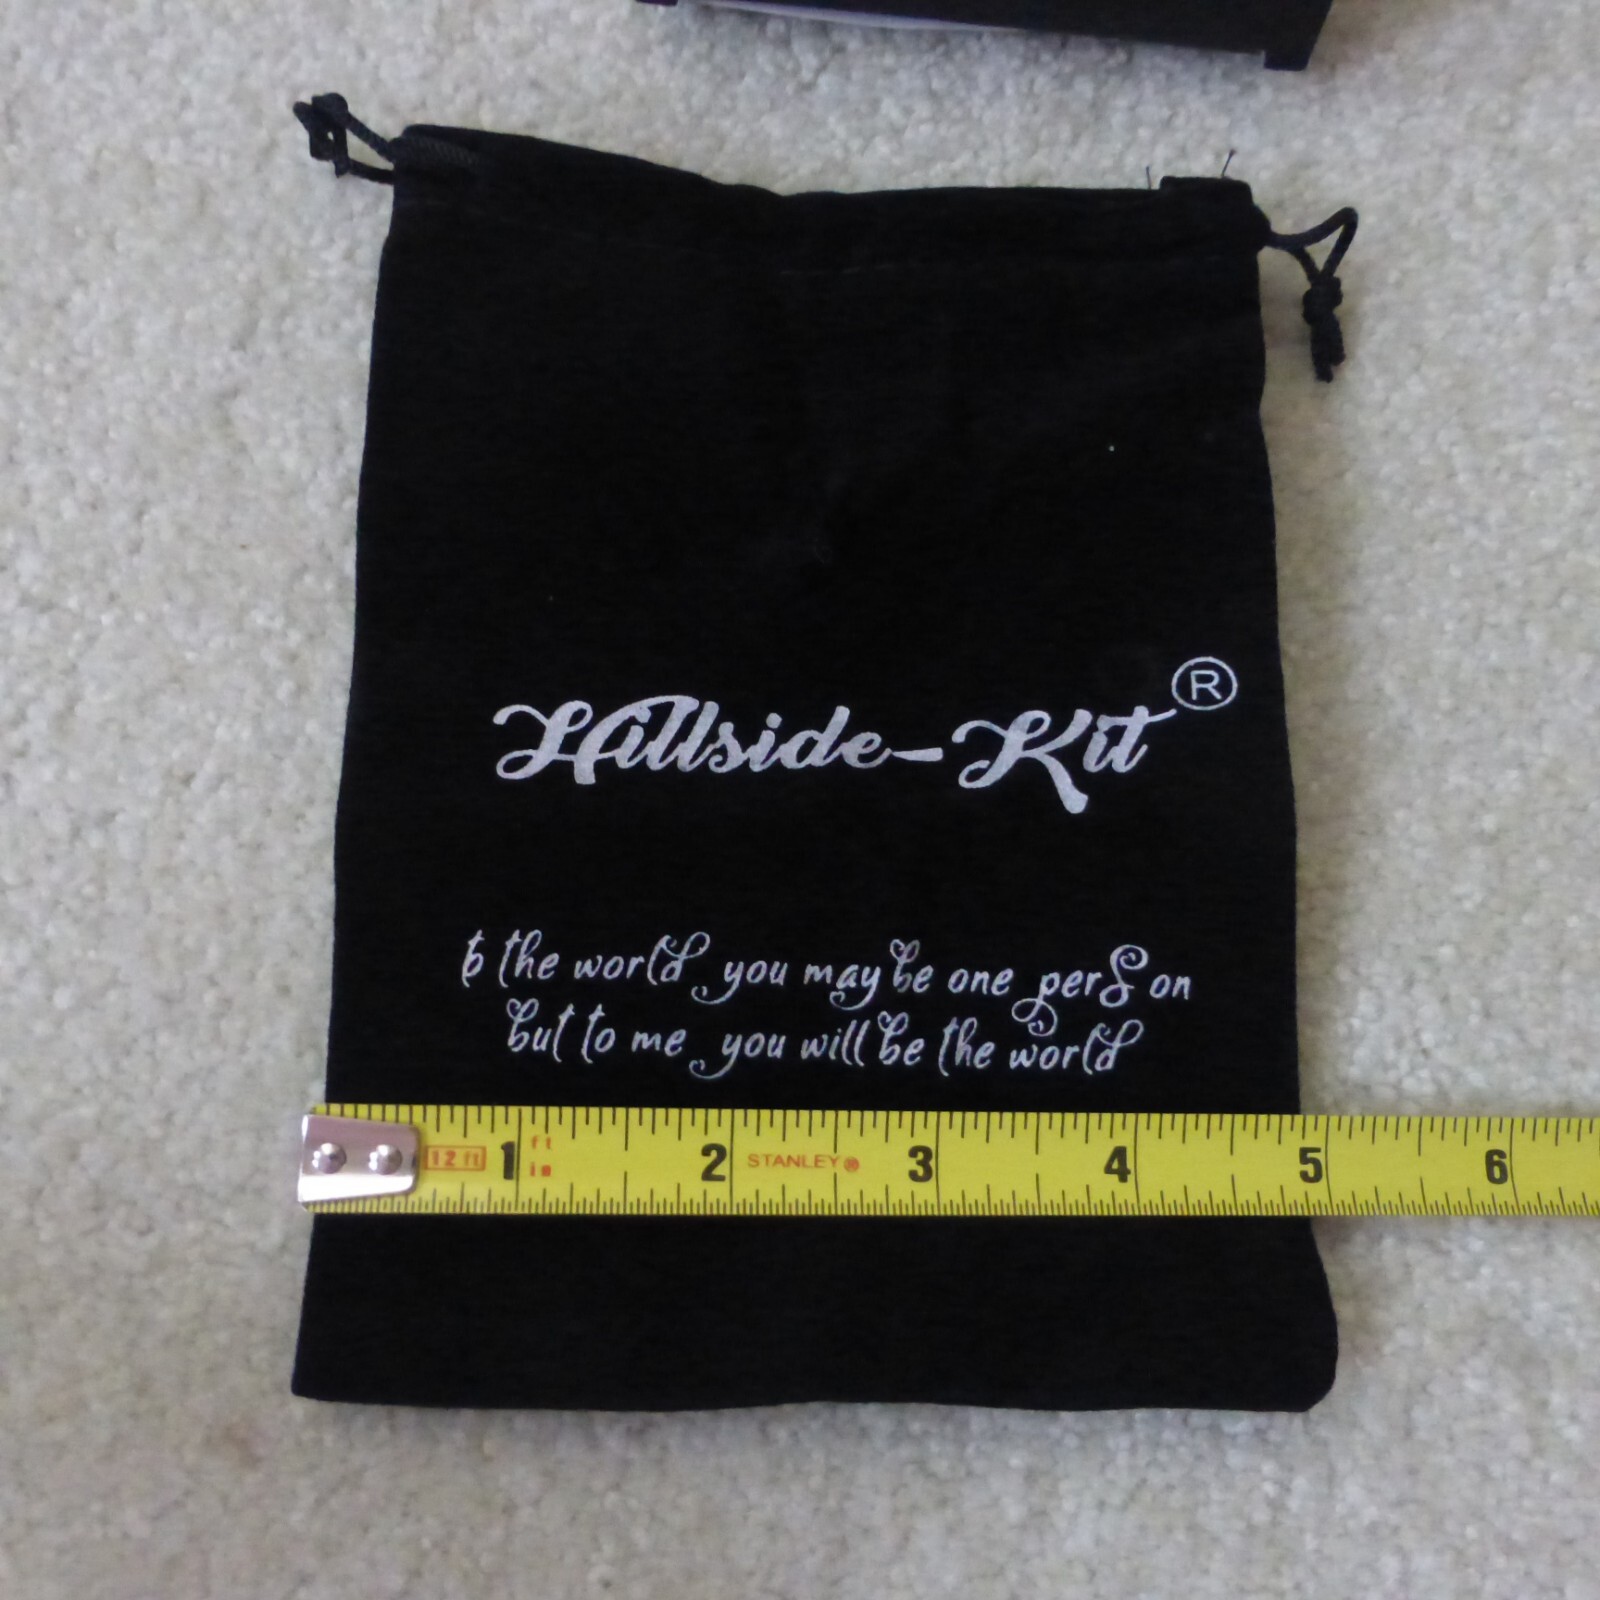 Hillside-Kit®
to the world you may be one person
but to me you will be the world
12 ft 1 ft in 2 STANLEY® 3 4 5 6